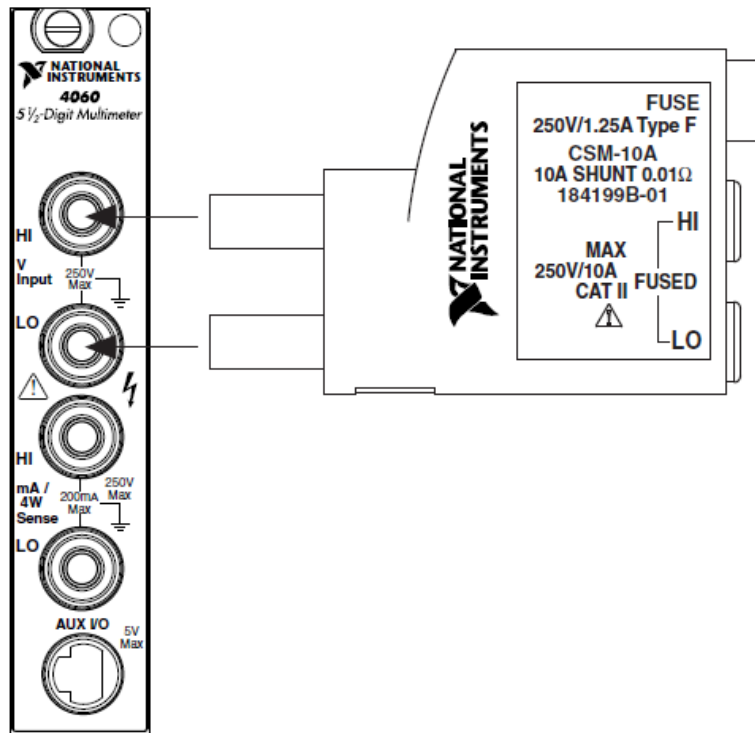 NATIONAL
INSTRUMENTS
4060
5 1/2-Digit Multimeter
HI
V
Input
250V
Max
LO
HI
mA /
4W
Sense
200mA
Max
250V
Max
LO
AUX I/O
5V
Max
NATIONAL
INSTRUMENTS
FUSE
250V/1.25A Type F
CSM-10A
10A SHUNT 0.01Ω
184199B-01
HI
MAX
250V/10A
CAT II
FUSED
LO